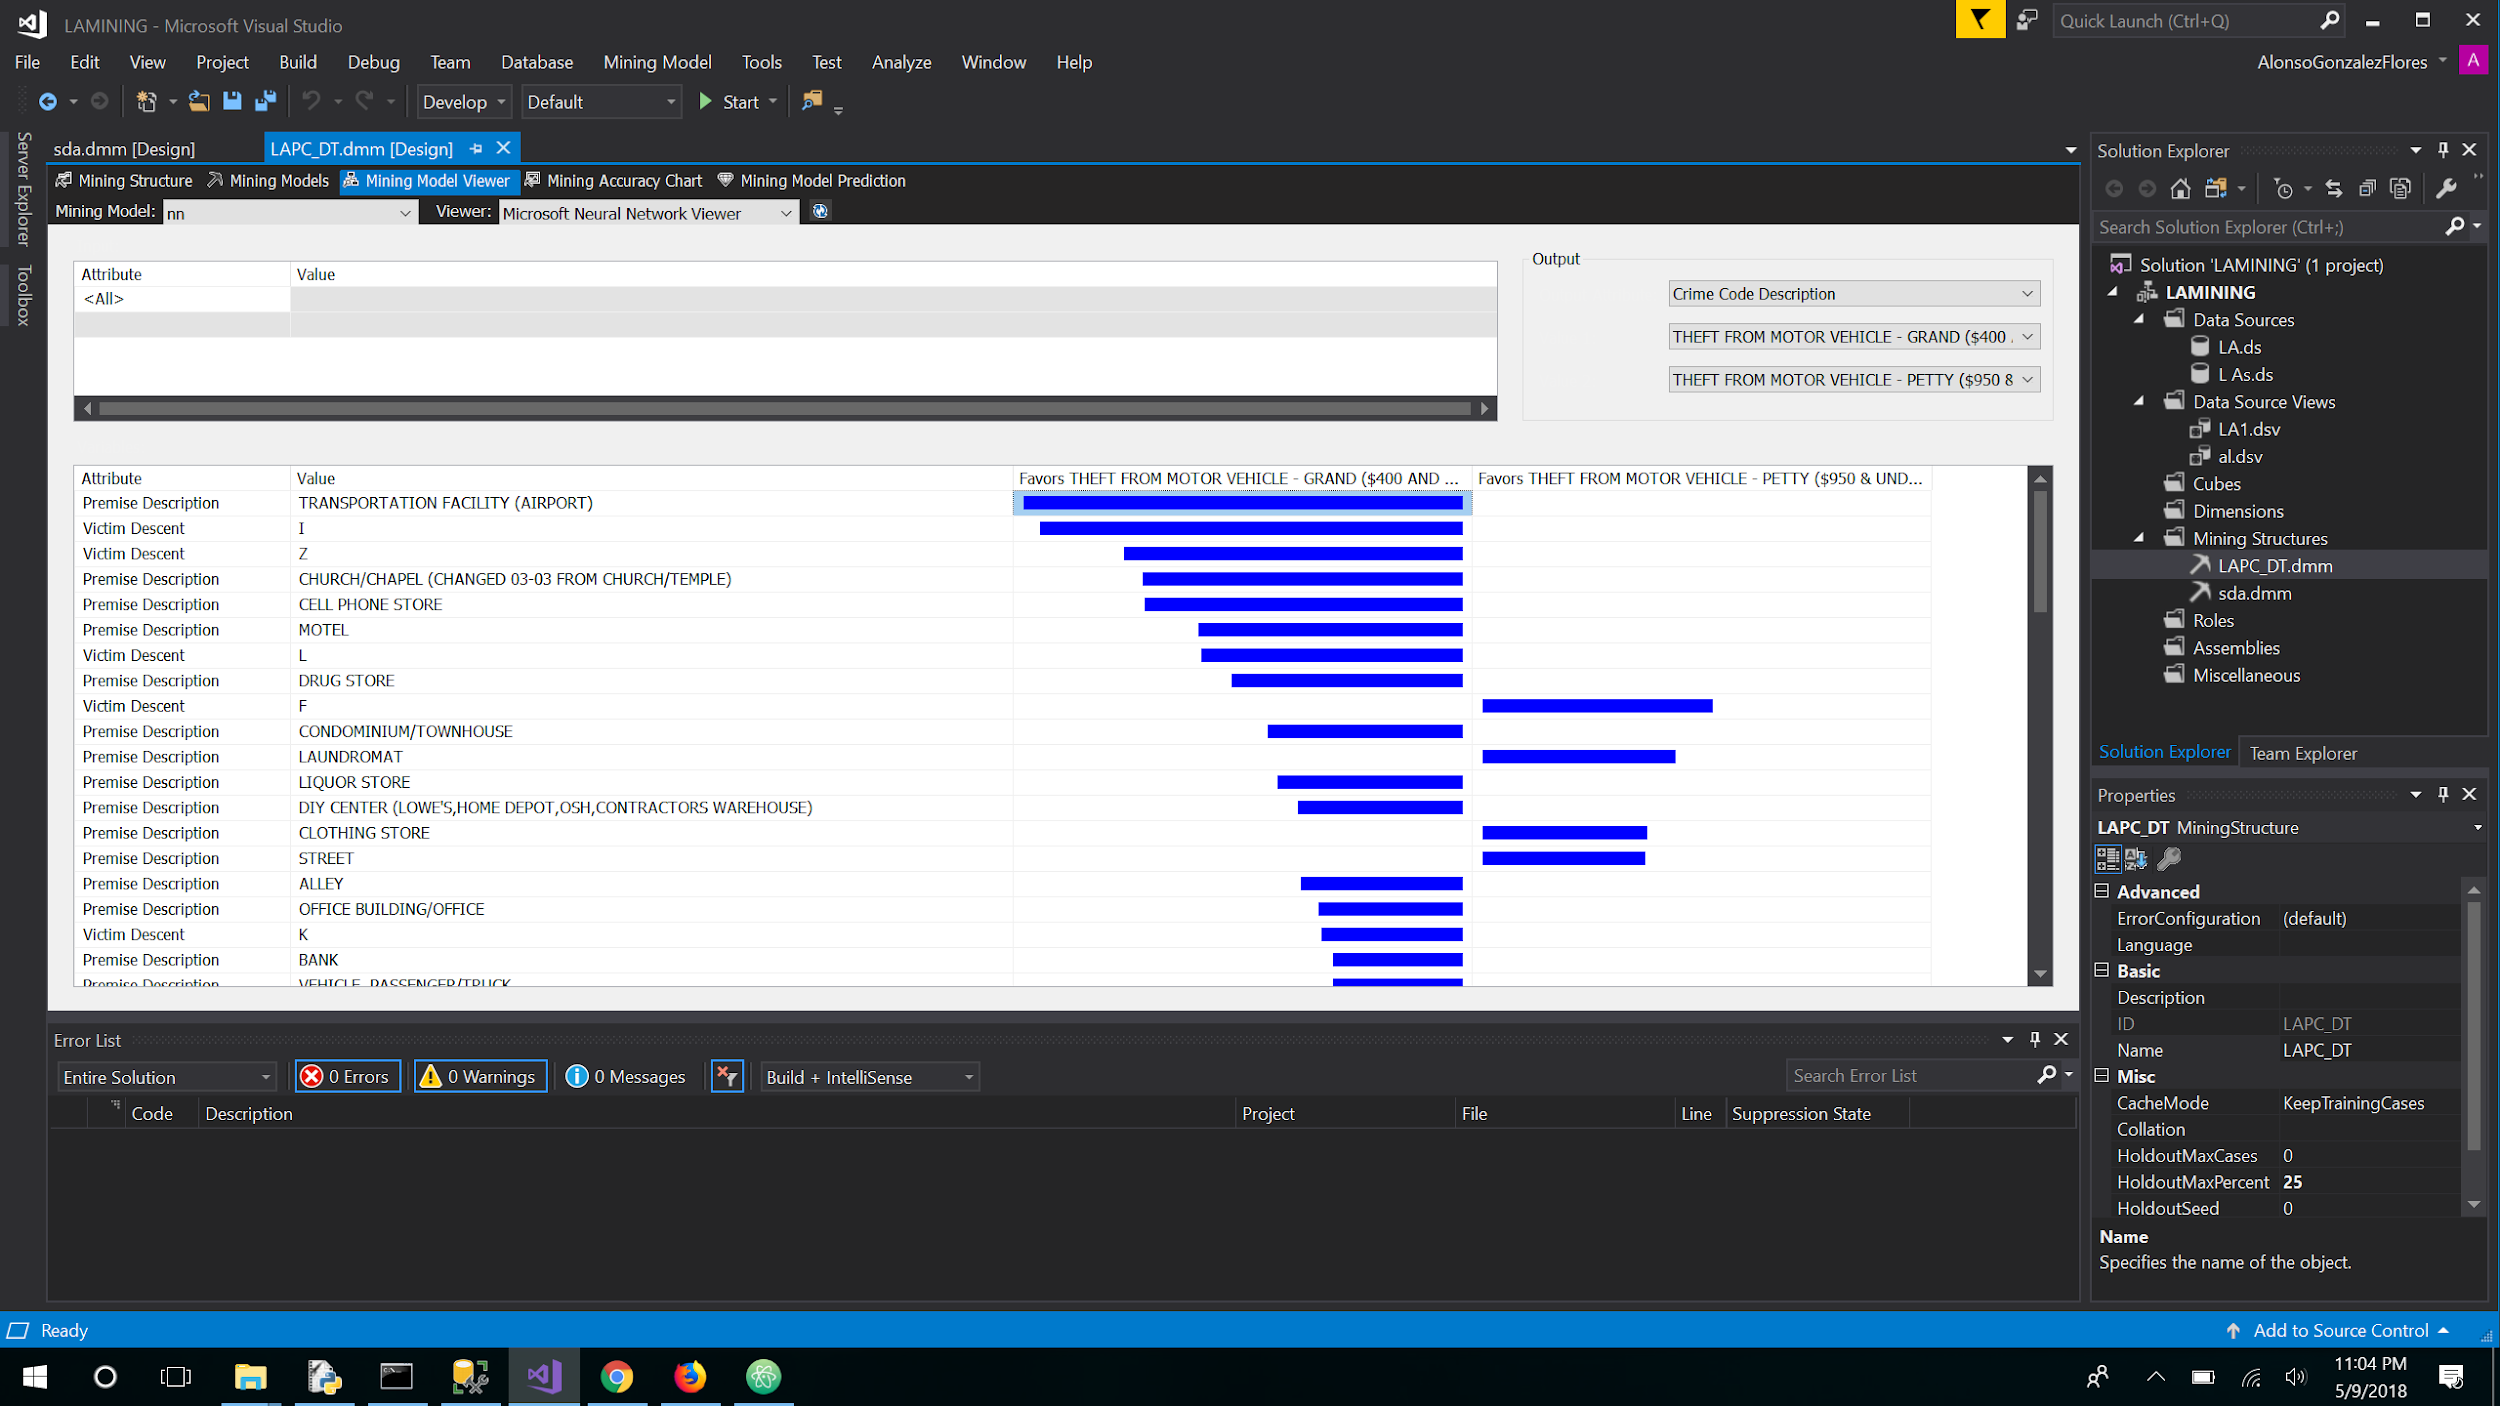 LAMINING - Microsoft Visual Studio
Quick Launch (Ctrl+Q)
File Edit View Project Build Debug Team Database Mining Model Tools Test Analyze Window Help
AlonsoGonzalezFlores A
Develop Default Start
Server Explorer
Toolbox
sda.dmm [Design] LAPC_DT.dmm [Design]
Mining Structure Mining Models Mining Model Viewer Mining Accuracy Chart Mining Model Prediction
Mining Model: nn Viewer: Microsoft Neural Network Viewer
Attribute Value
<All>
Output
Crime Code Description
THEFT FROM MOTOR VEHICLE - GRAND ($400
THEFT FROM MOTOR VEHICLE - PETTY ($950 &
Attribute Value Favors THEFT FROM MOTOR VEHICLE - GRAND ($400 AND ... Favors THEFT FROM MOTOR VEHICLE - PETTY ($950 & UND...
Premise Description TRANSPORTATION FACILITY (AIRPORT)
Victim Descent I
Victim Descent Z
Premise Description CHURCH/CHAPEL (CHANGED 03-03 FROM CHURCH/TEMPLE)
Premise Description CELL PHONE STORE
Premise Description MOTEL
Victim Descent L
Premise Description DRUG STORE
Victim Descent F
Premise Description CONDOMINIUM/TOWNHOUSE
Premise Description LAUNDROMAT
Premise Description LIQUOR STORE
Premise Description DIY CENTER (LOWE'S,HOME DEPOT,OSH,CONTRACTORS WAREHOUSE)
Premise Description CLOTHING STORE
Premise Description STREET
Premise Description ALLEY
Premise Description OFFICE BUILDING/OFFICE
Victim Descent K
Premise Description BANK
Premise Description VEHICLE, PASSENGER/TRUCK
Error List
Entire Solution 0 Errors 0 Warnings 0 Messages Build + IntelliSense Search Error List
Code Description Project File Line Suppression State
Solution Explorer
Search Solution Explorer (Ctrl+;)
Solution 'LAMINING' (1 project)
LAMINING
Data Sources
LA.ds
L As.ds
Data Source Views
LA1.dsv
al.dsv
Cubes
Dimensions
Mining Structures
LAPC_DT.dmm
sda.dmm
Roles
Assemblies
Miscellaneous
Solution Explorer Team Explorer
Properties
LAPC_DT MiningStructure
Advanced
ErrorConfiguration (default)
Language
Basic
Description
ID LAPC_DT
Name LAPC_DT
Misc
CacheMode KeepTrainingCases
Collation
HoldoutMaxCases 0
HoldoutMaxPercent 25
HoldoutSeed 0
Name
Specifies the name of the object.
Ready
Add to Source Control
11:04 PM
5/9/2018